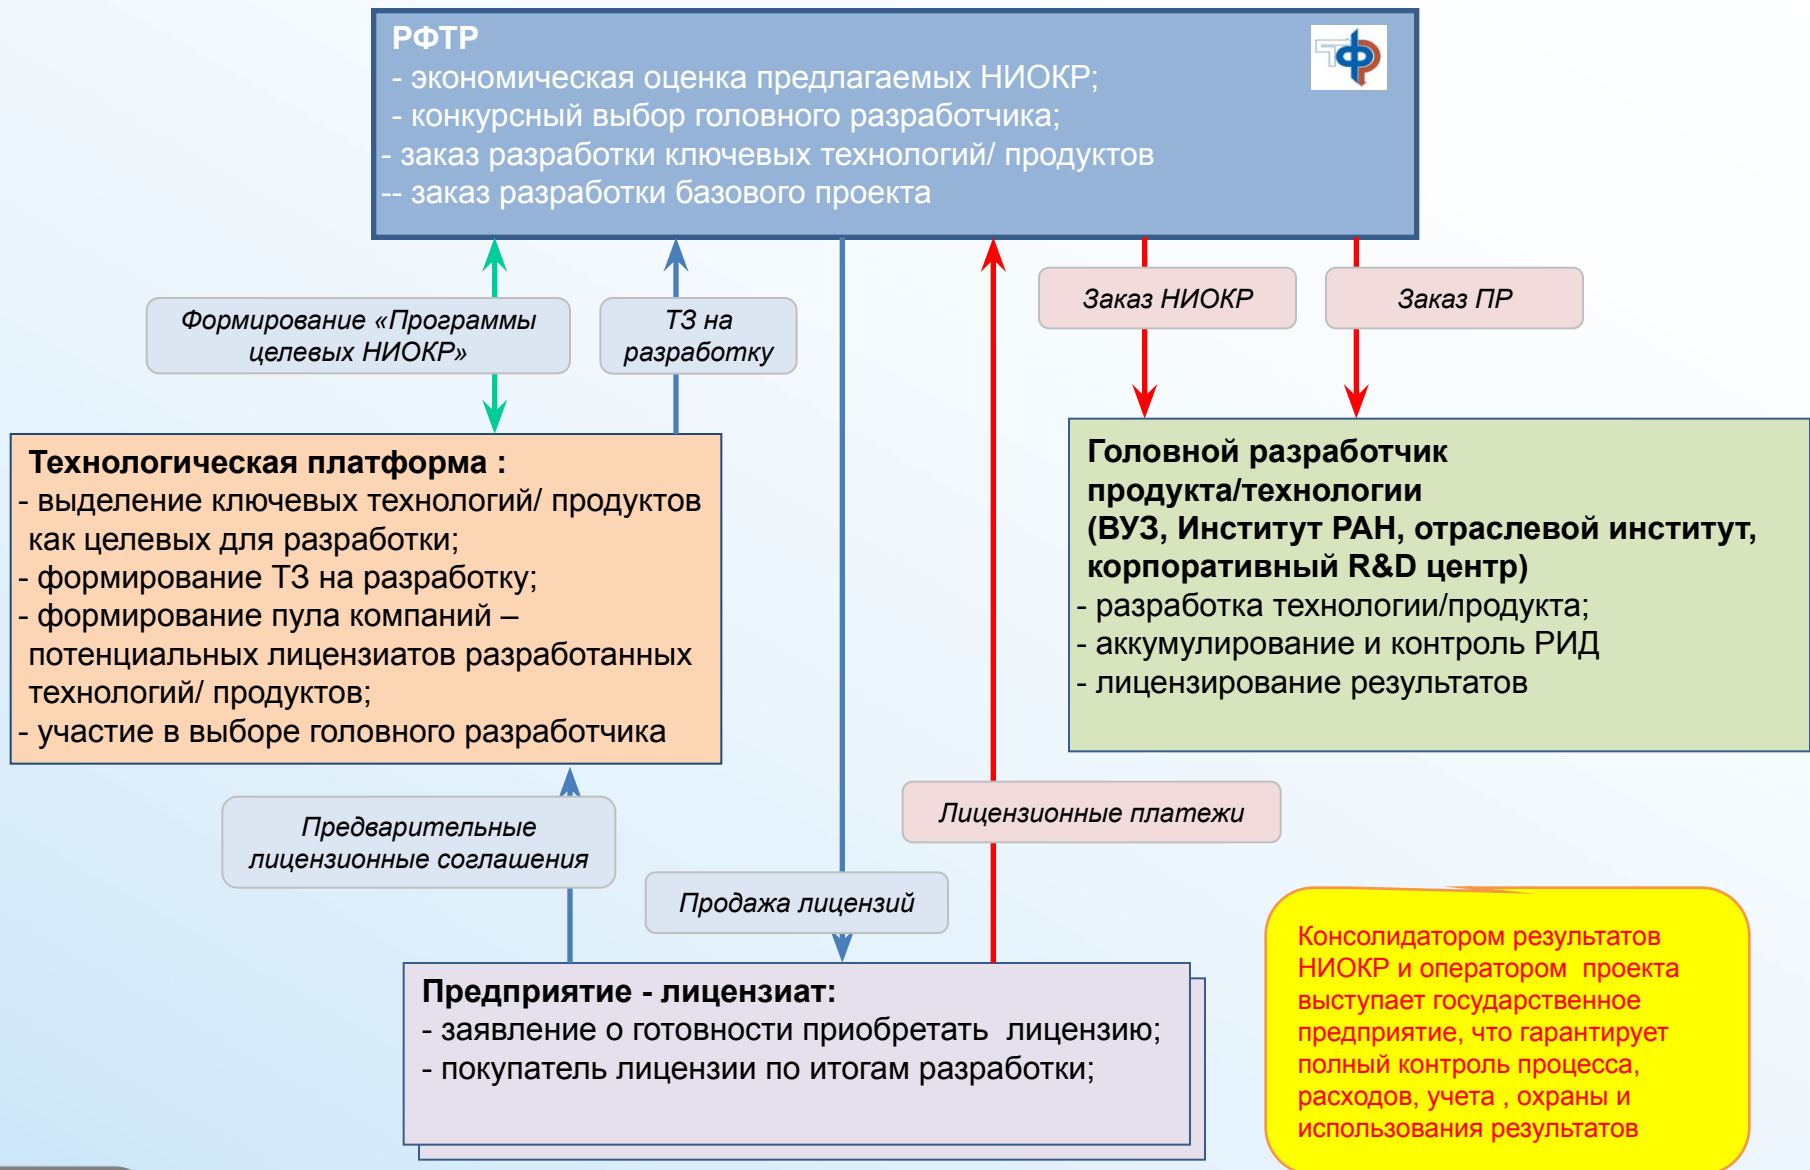 РФТР
- экономическая оценка предлагаемых НИОКР;
- конкурсный выбор головного разработчика;
- заказ разработки ключевых технологий/ продуктов
-- заказ разработки базового проекта
Формирование «Программы
целевых НИОКР»
ТЗ на
разработку
Заказ НИОКР
Заказ ПР
Технологическая платформа :
- выделение ключевых технологий/ продуктов
как целевых для разработки;
- формирование ТЗ на разработку;
- формирование пула компаний –
потенциальных лицензиатов разработанных
технологий/ продуктов;
- участие в выборе головного разработчика
Головной разработчик
продукта/технологии
(ВУЗ, Институт РАН, отраслевой институт,
корпоративный R&D центр)
- разработка технологии/продукта;
- аккумулирование и контроль РИД
- лицензирование результатов
Предварительные
лицензионные соглашения
Продажа лицензий
Лицензионные платежи
Предприятие - лицензиат:
- заявление о готовности приобретать  лицензию;
- покупатель лицензии по итогам разработки;
Консолидатором результатов
НИОКР и оператором  проекта
выступает государственное
предприятие, что гарантирует
полный контроль процесса,
расходов, учета , охраны и
использования результатов